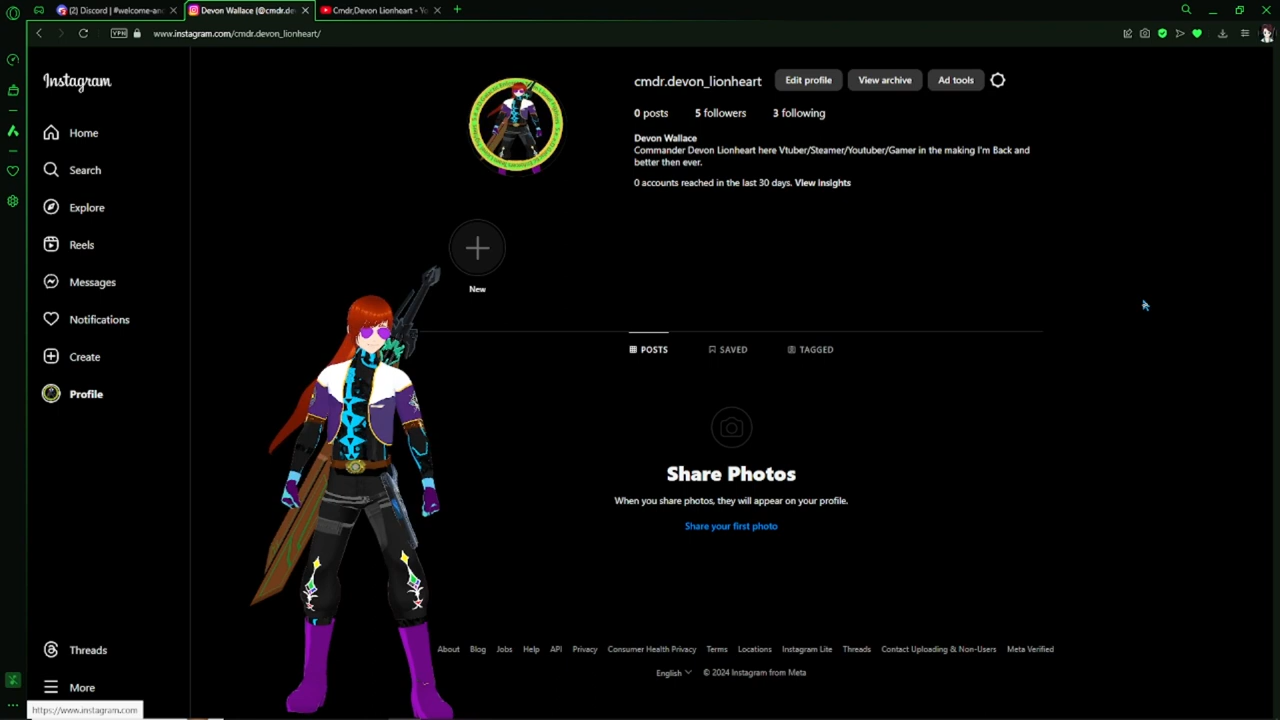 (2) Discord | #welcome-an
Devon Wallace (@cmdr.de
Cmdr,Devon Lionheart - Yo
VPN
www.instagram.com/cmdr.devon_lionheart/
Instagram
Home
Search
Explore
Reels
Messages
Notifications
Create
Profile
Threads
More
https://www.instagram.com
cmdr.devon_lionheart
Edit profile
View archive
Ad tools
0 posts
5 followers
3 following
Devon Wallace
Commander Devon Lionheart here Vtuber/Steamer/Youtuber/Gamer in the making I'm Back and
better then ever.
0 accounts reached in the last 30 days. View Insights
New
POSTS
SAVED
TAGGED
Share Photos
When you share photos, they will appear on your profile.
Share your first photo
About Blog Jobs Help API Privacy Consumer Health Privacy Terms Locations Instagram Lite Threads Contact Uploading & Non-Users Meta Verified
English
© 2024 Instagram from Meta